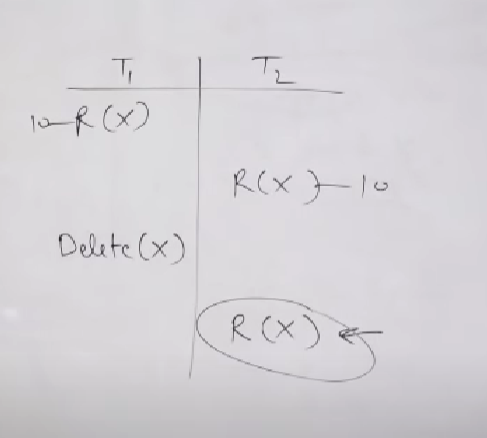 T1 T2
10 R(X)
R(X) 10
Delete(X)
R(X)